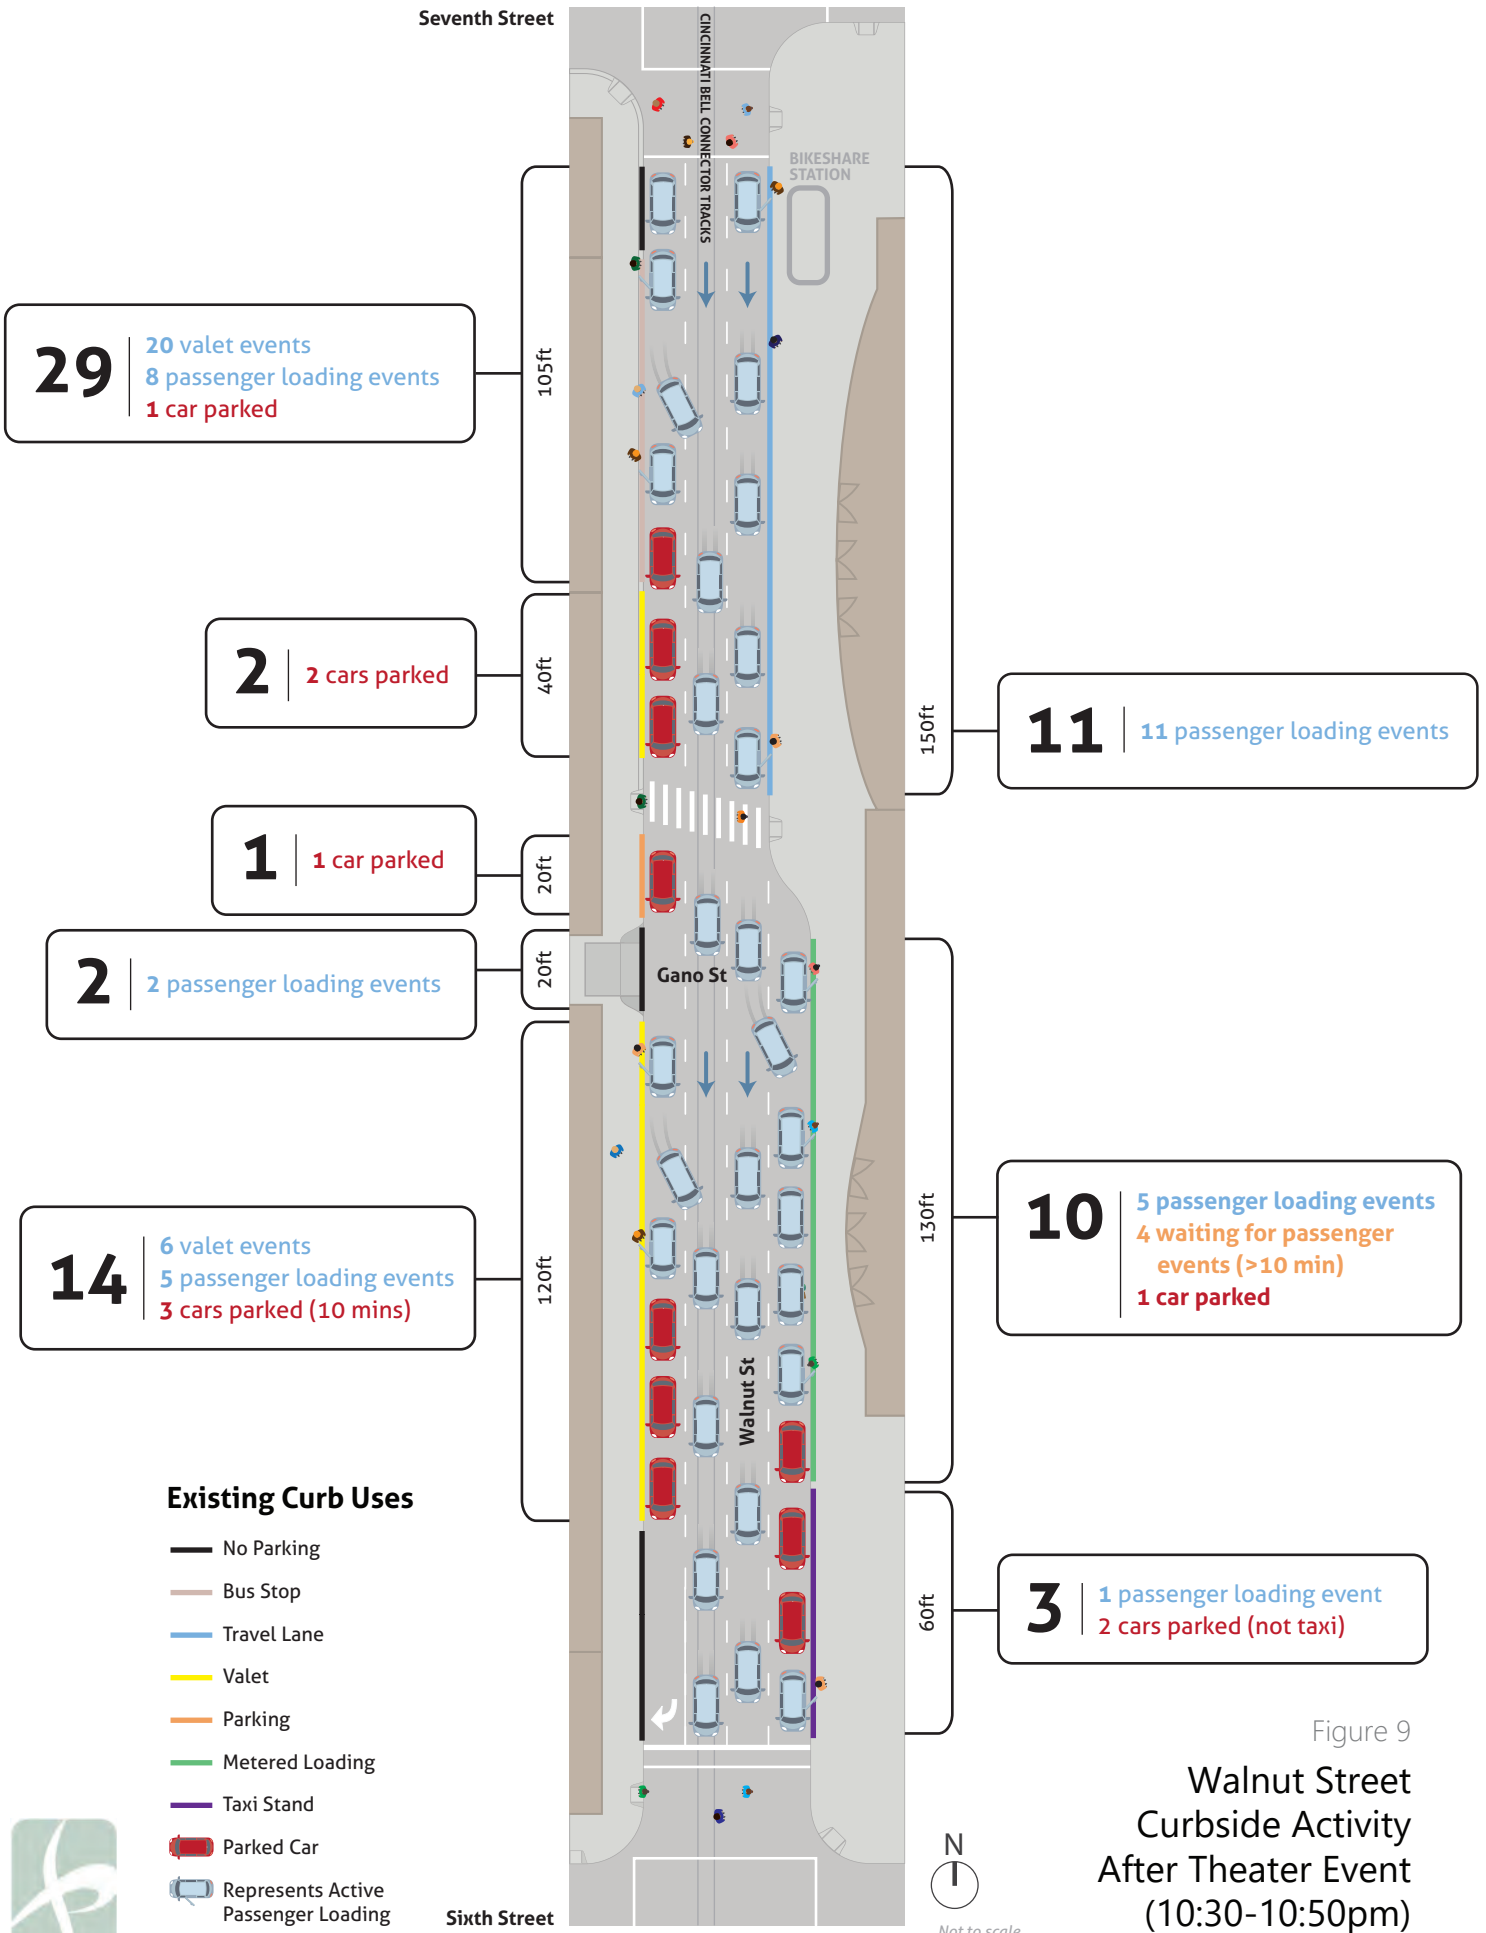 Seventh Street
CINCINNATI BELL CONNECTOR TRACKS
BIKESHARE
STATION
29
20 valet events
8 passenger loading events
1 car parked
105ft
2
2 cars parked
40ft
150ft
11
11 passenger loading events
1
1 car parked
20ft
2
2 passenger loading events
20ft
Gano St
14
6 valet events
5 passenger loading events
3 cars parked (10 mins)
120ft
130ft
10
5 passenger loading events
4 waiting for passenger
events (>10 min)
1 car parked
Walnut St
60ft
3
1 passenger loading event
2 cars parked (not taxi)
Existing Curb Uses
No Parking
Bus Stop
Travel Lane
Valet
Parking
Metered Loading
Taxi Stand
Parked Car
Represents Active
Passenger Loading
Sixth Street
N
Not to scale
Figure 9
Walnut Street
Curbside Activity
After Theater Event
(10:30-10:50pm)